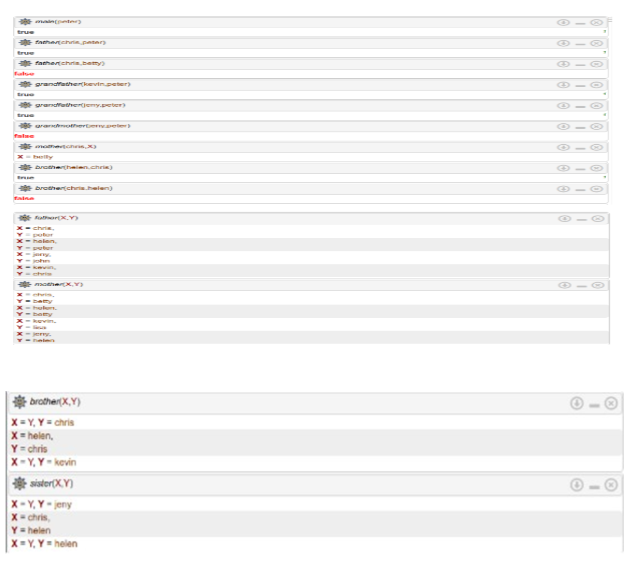 male(peter)
true
father(chris,peter)
true
father(chris,betty)
false
grandfather(kevin,peter)
true
grandfather(jeny,peter)
true
grandmother(jeny,peter)
false
mother(chris,X)
X = betty
brother(helen,chris)
true
brother(chris,helen)
false
father(X,Y)
X = chris,
Y = peter
X = helen,
Y = peter
X = jeny,
Y = john
X = kevin,
Y = chris
mother(X,Y)
X = chris,
Y = betty
X = helen,
Y = betty
X = kevin,
Y = lisa
X = jeny,
Y = helen
brother(X,Y)
X = Y, Y = chris
X = helen,
Y = chris
X = Y, Y = kevin
sister(X,Y)
X = Y, Y = jeny
X = chris,
Y = helen
X = Y, Y = helen